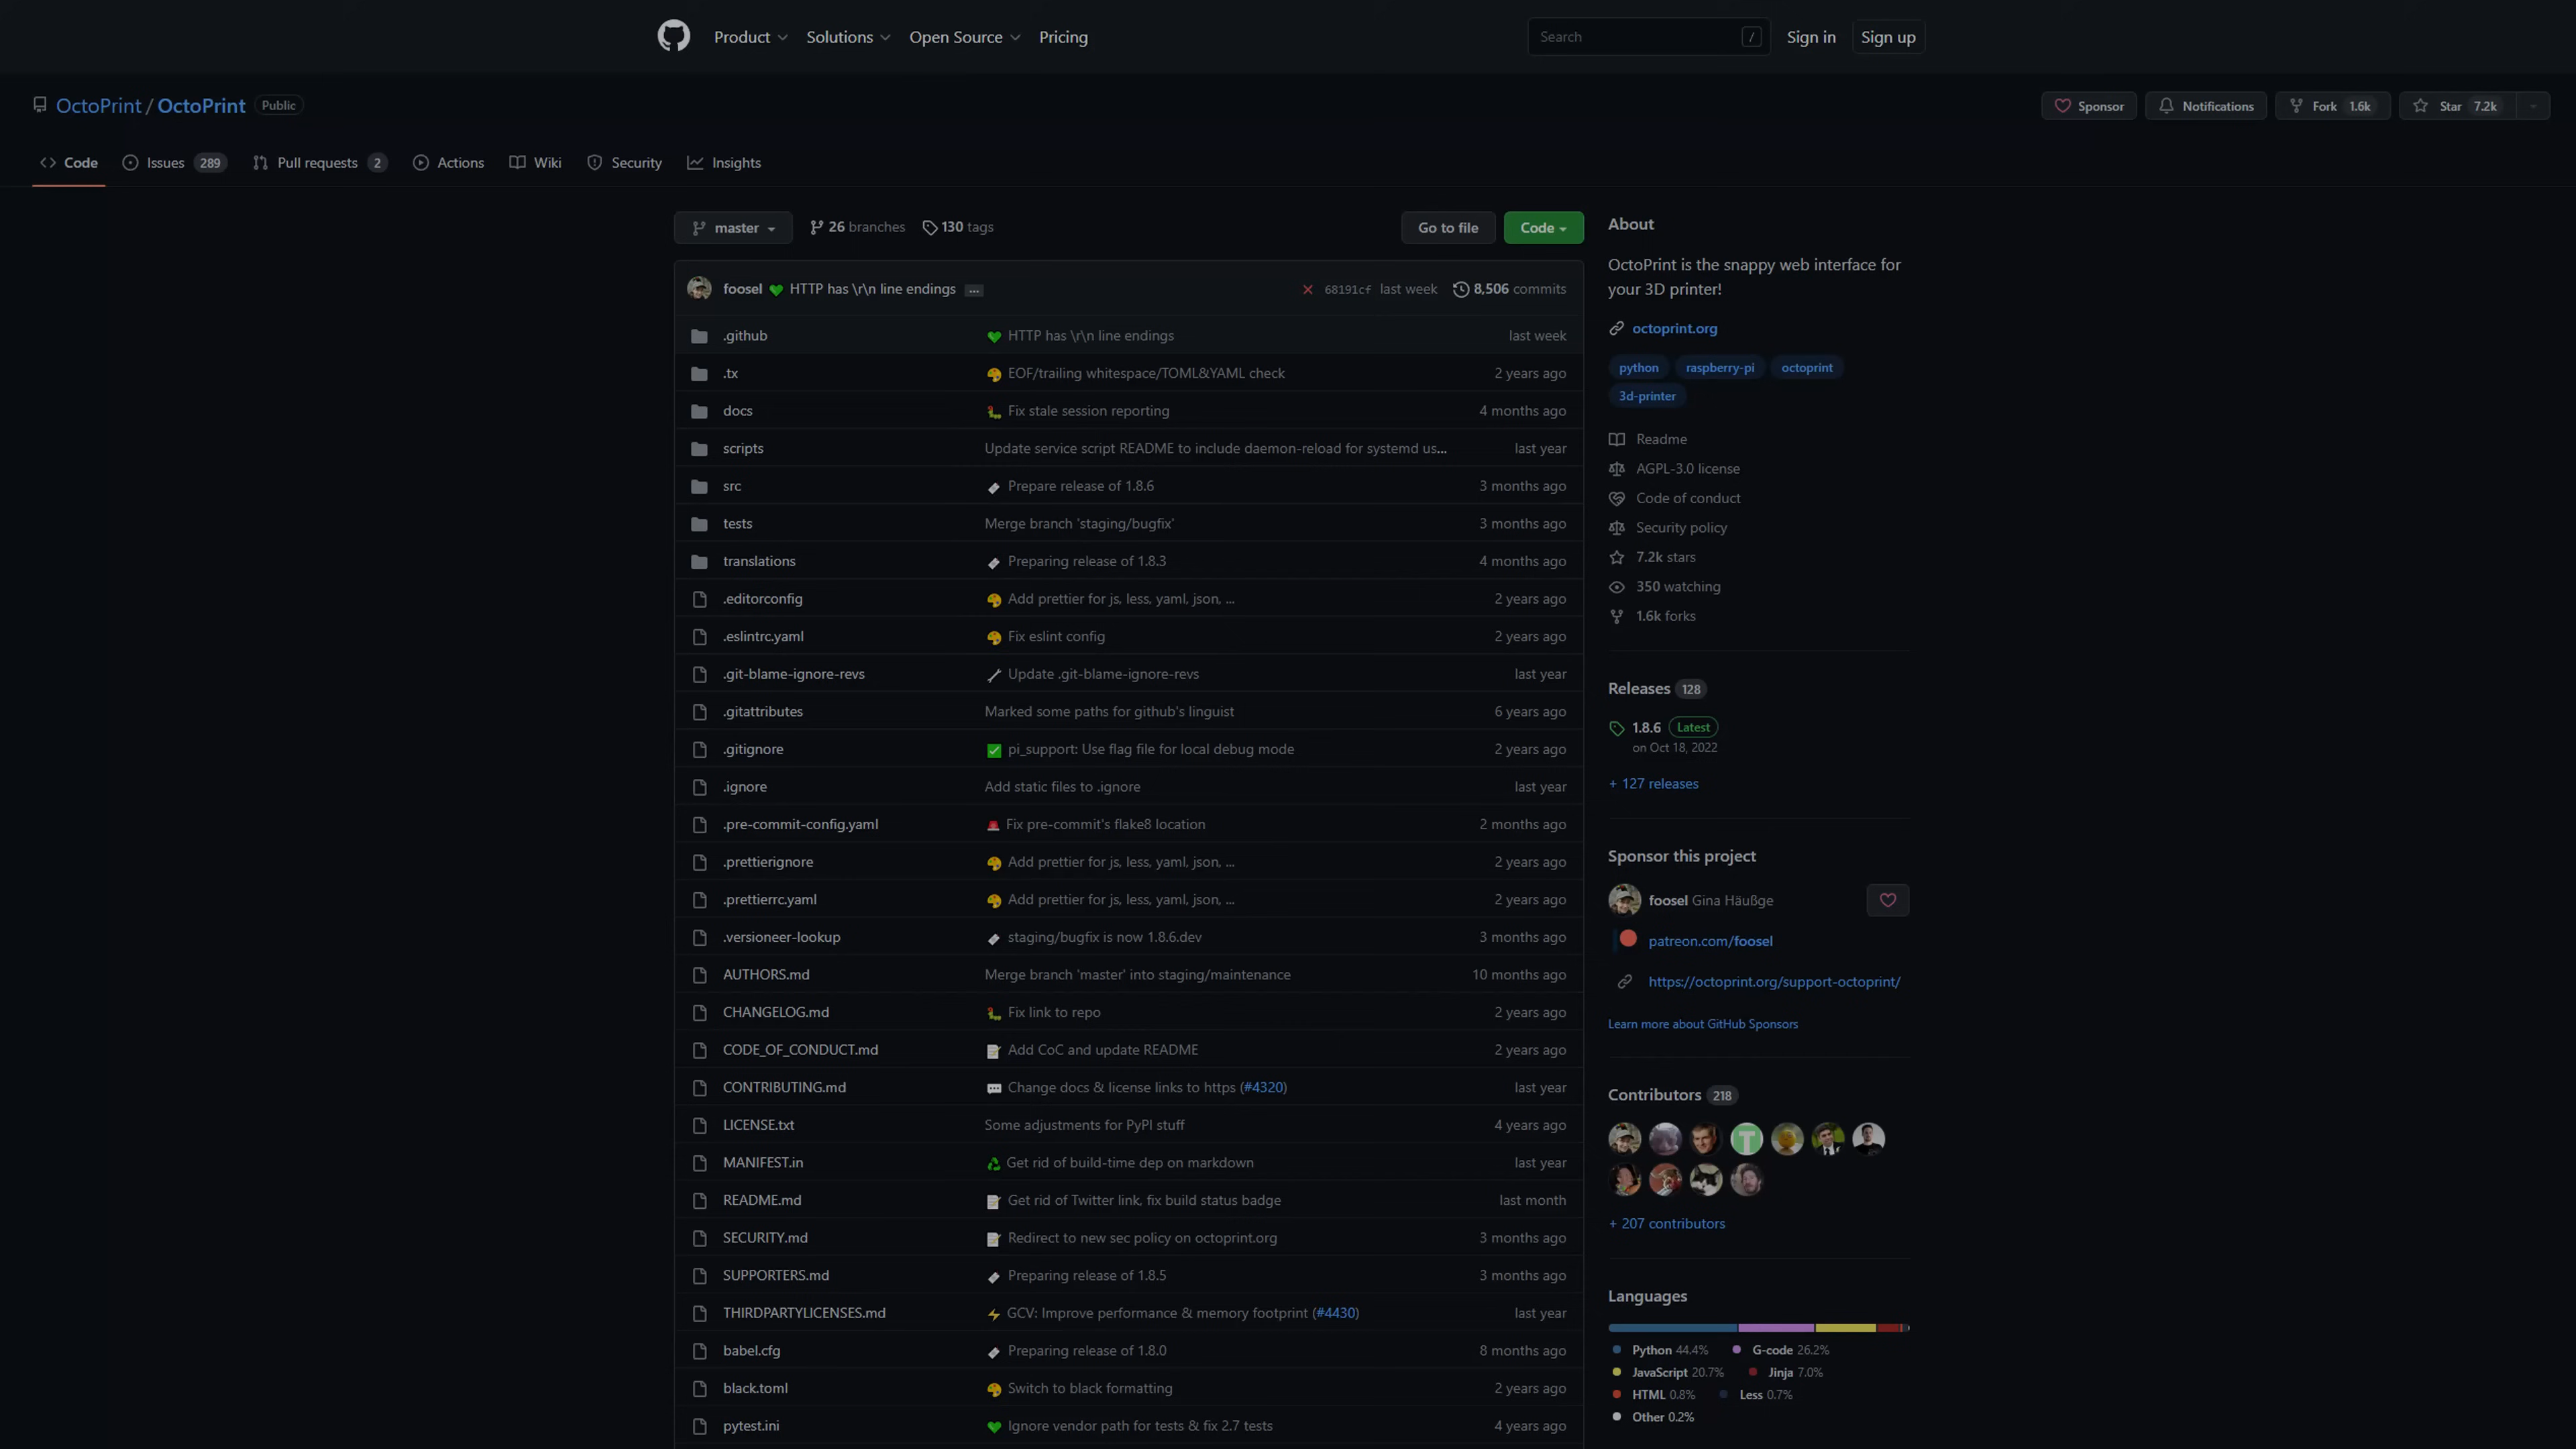 Product Solutions Open Source Pricing Search / Sign in Sign up
OctoPrint / OctoPrint Public Sponsor Notifications Fork 1.6k Star 7.2k
Code Issues 289 Pull requests 2 Actions Wiki Security Insights
master 26 branches 130 tags Go to file Code
foosel HTTP has \r\n line endings ... 68191cf last week 8,506 commits
.github HTTP has \r\n line endings last week
.tx EOF/trailing whitespace/TOML&YAML check 2 years ago
docs Fix stale session reporting 4 months ago
scripts Update service script README to include daemon-reload for systemd us... last year
src Prepare release of 1.8.6 3 months ago
tests Merge branch 'staging/bugfix' 3 months ago
translations Preparing release of 1.8.3 4 months ago
.editorconfig Add prettier for js, less, yaml, json, ... 2 years ago
.eslintrc.yaml Fix eslint config 2 years ago
.git-blame-ignore-revs Update .git-blame-ignore-revs last year
.gitattributes Marked some paths for github's linguist 6 years ago
.gitignore pi_support: Use flag file for local debug mode 2 years ago
.ignore Add static files to .ignore last year
.pre-commit-config.yaml Fix pre-commit's flake8 location 2 months ago
.prettierignore Add prettier for js, less, yaml, json, ... 2 years ago
.prettierrc.yaml Add prettier for js, less, yaml, json, ... 2 years ago
.versioneer-lookup staging/bugfix is now 1.8.6.dev 3 months ago
AUTHORS.md Merge branch 'master' into staging/maintenance 10 months ago
CHANGELOG.md Fix link to repo 2 years ago
CODE_OF_CONDUCT.md Add CoC and update README 2 years ago
CONTRIBUTING.md Change docs & license links to https (#4320) last year
LICENSE.txt Some adjustments for PyPI stuff 4 years ago
MANIFEST.in Get rid of build-time dep on markdown last year
README.md Get rid of Twitter link, fix build status badge last month
SECURITY.md Redirect to new sec policy on octoprint.org 3 months ago
SUPPORTERS.md Preparing release of 1.8.5 3 months ago
THIRDPARTYLICENSES.md GCV: Improve performance & memory footprint (#4430) last year
babel.cfg Preparing release of 1.8.0 8 months ago
black.toml Switch to black formatting 2 years ago
pytest.ini Ignore vendor path for tests & fix 2.7 tests 4 years ago
About
OctoPrint is the snappy web interface for
your 3D printer!
octoprint.org
python raspberry-pi octoprint
3d-printer
Readme
AGPL-3.0 license
Code of conduct
Security policy
7.2k stars
350 watching
1.6k forks
Releases 128
1.8.6 Latest
on Oct 18, 2022
+ 127 releases
Sponsor this project
foosel Gina Häußge
patreon.com/foosel
https://octoprint.org/support-octoprint/
Learn more about GitHub Sponsors
Contributors 218
T
+ 207 contributors
Languages
Python 44.4% G-code 26.2%
JavaScript 20.7% Jinja 7.0%
HTML 0.8% Less 0.7%
Other 0.2%